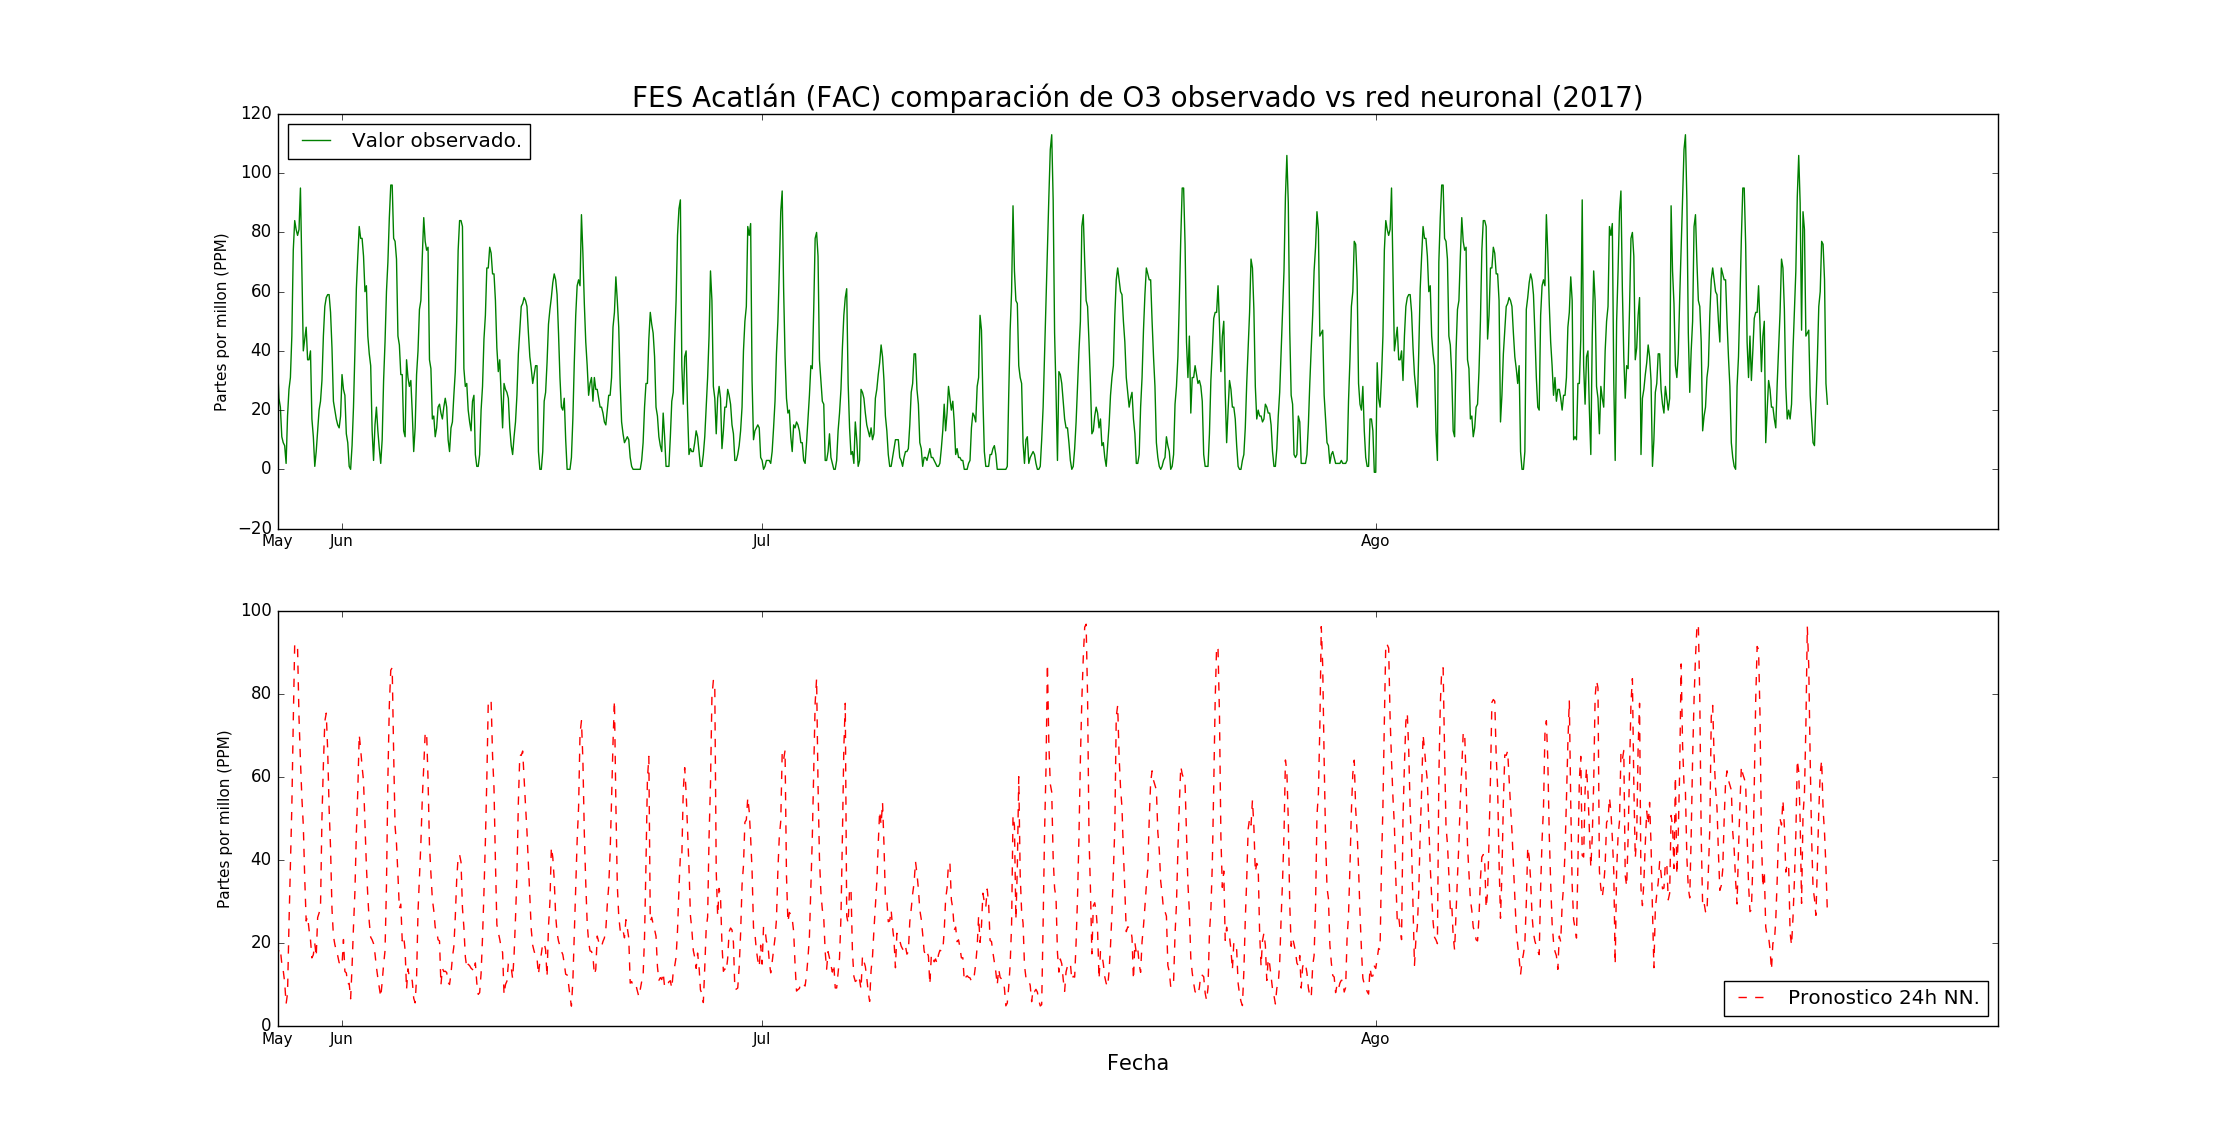 FES Acatlán (FAC) comparación de O3 observado vs red neuronal (2017)
120
100
80
60
40
20
0
−20
Partes por millon (PPM)
Valor observado.
May Jun Jul Ago
100
80
60
40
20
0
Partes por millon (PPM)
Pronostico 24h NN.
May Jun Jul Ago
Fecha